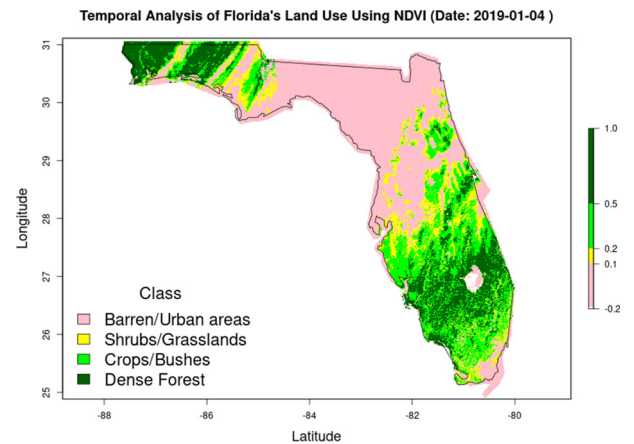 Temporal Analysis of Florida's Land Use Using NDVI (Date: 2019-01-04 )
31
30
29
28
27
26
25
Longitude
Class
Barren/Urban areas
Shrubs/Grasslands
Crops/Bushes
Dense Forest
1.0
0.5
0.2
0.1
-0.2
-88
-86
-84
-82
-80
Latitude